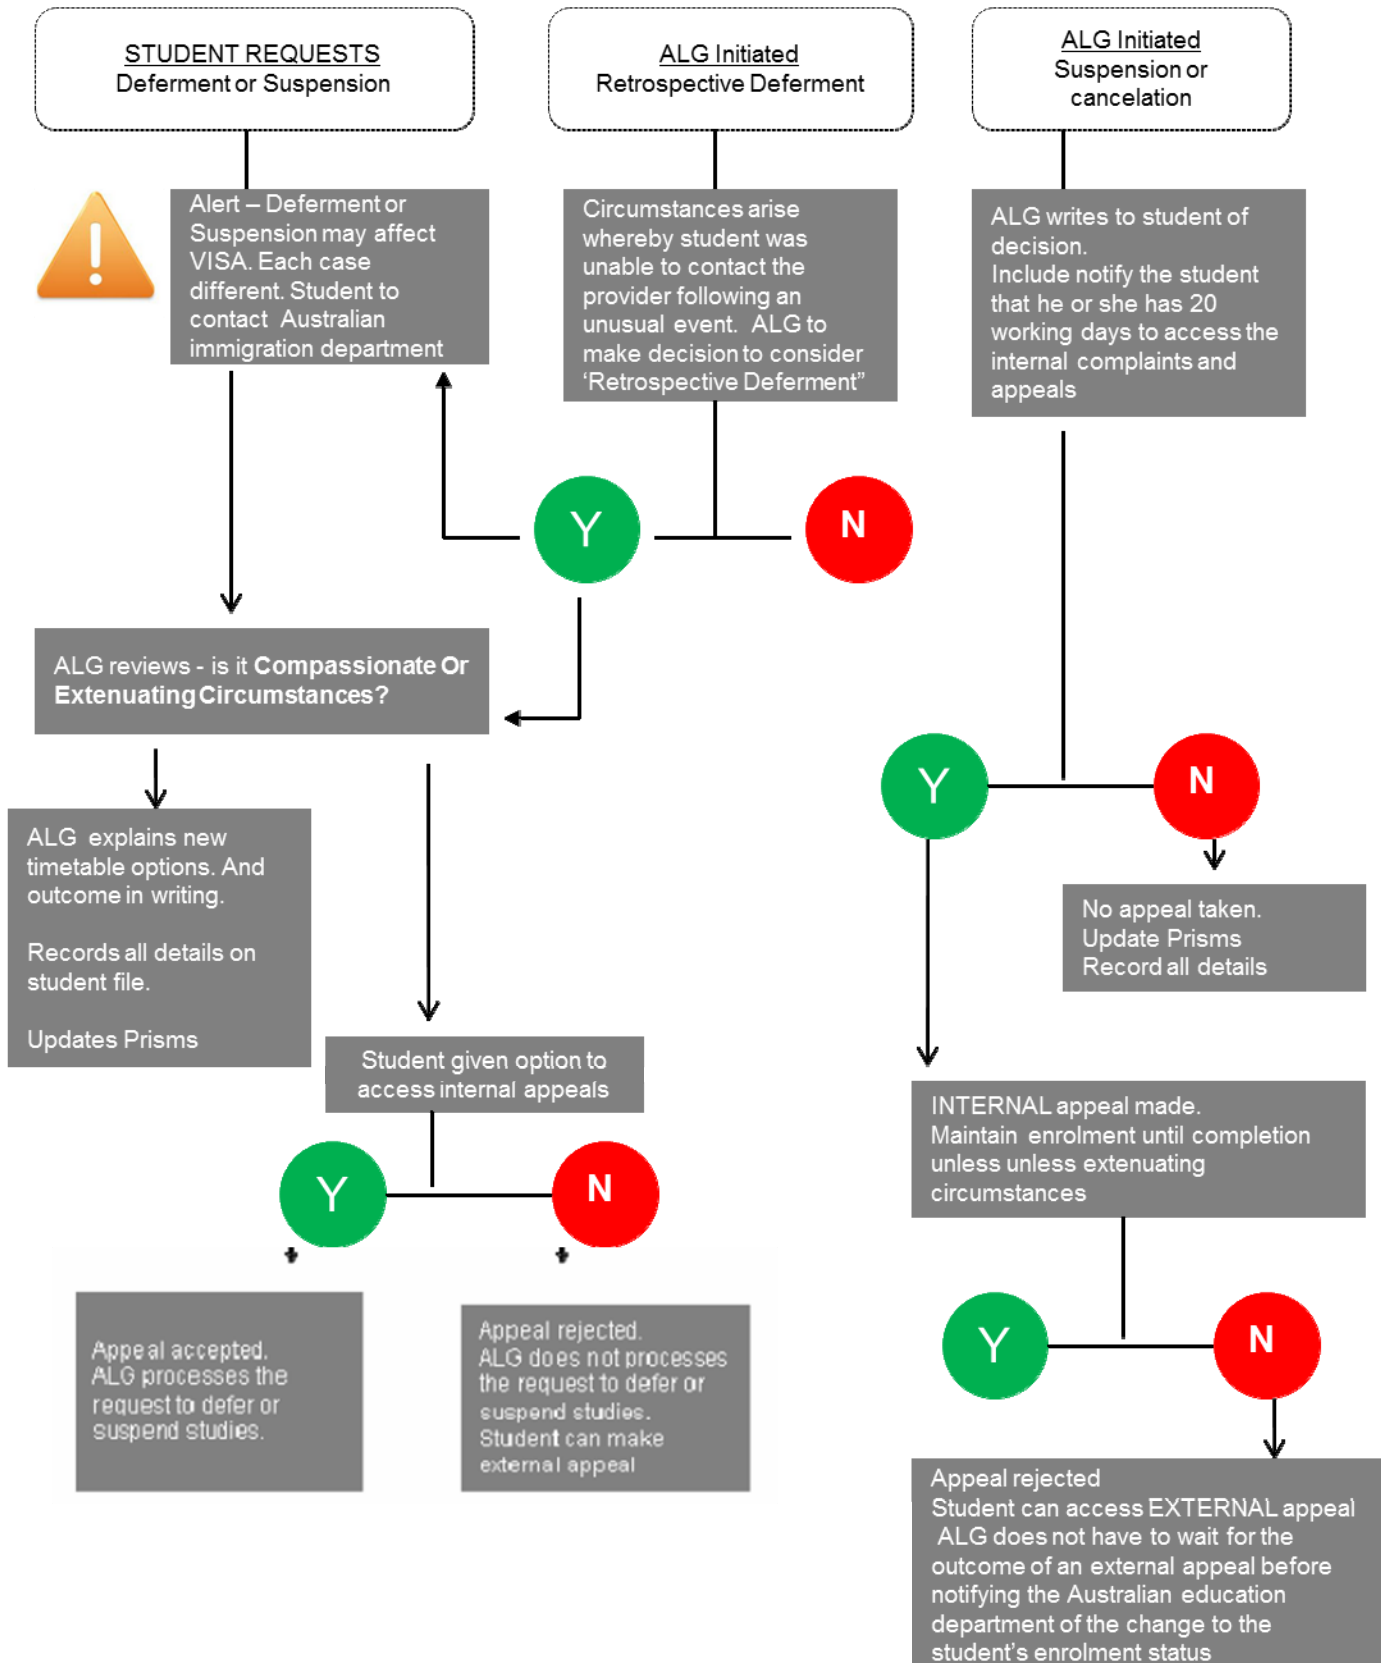 STUDENT REQUESTS
Deferment or Suspension
ALG Initiated
Retrospective Deferment
ALG Initiated
Suspension or
cancelation
Alert – Deferment or
Suspension may affect
VISA. Each case
different. Student to
contact Australian
immigration department
Circumstances arise
whereby student was
unable to contact the
provider following an
unusual event. ALG to
make decision to consider
‘Retrospective Deferment”
ALG writes to student of
decision.
Include notify the student
that he or she has 20
working days to access the
internal complaints and
appeals
Y
N
ALG reviews - is it Compassionate Or
Extenuating Circumstances?
Y
N
ALG explains new
timetable options. And
outcome in writing.
Records all details on
student file.
Updates Prisms
No appeal taken.
Update Prisms
Record all details
Student given option to
access internal appeals
INTERNAL appeal made.
Maintain enrolment until completion
unless unless extenuating
circumstances
Y
N
Appeal accepted.
ALG processes the
request to defer or
suspend studies.
Appeal rejected.
ALG does not processes
the request to defer or
suspend studies.
Student can make
external appeal
Y
N
Appeal rejected
Student can access EXTERNAL appeal
ALG does not have to wait for the
outcome of an external appeal before
notifying the Australian education
department of the change to the
student’s enrolment status